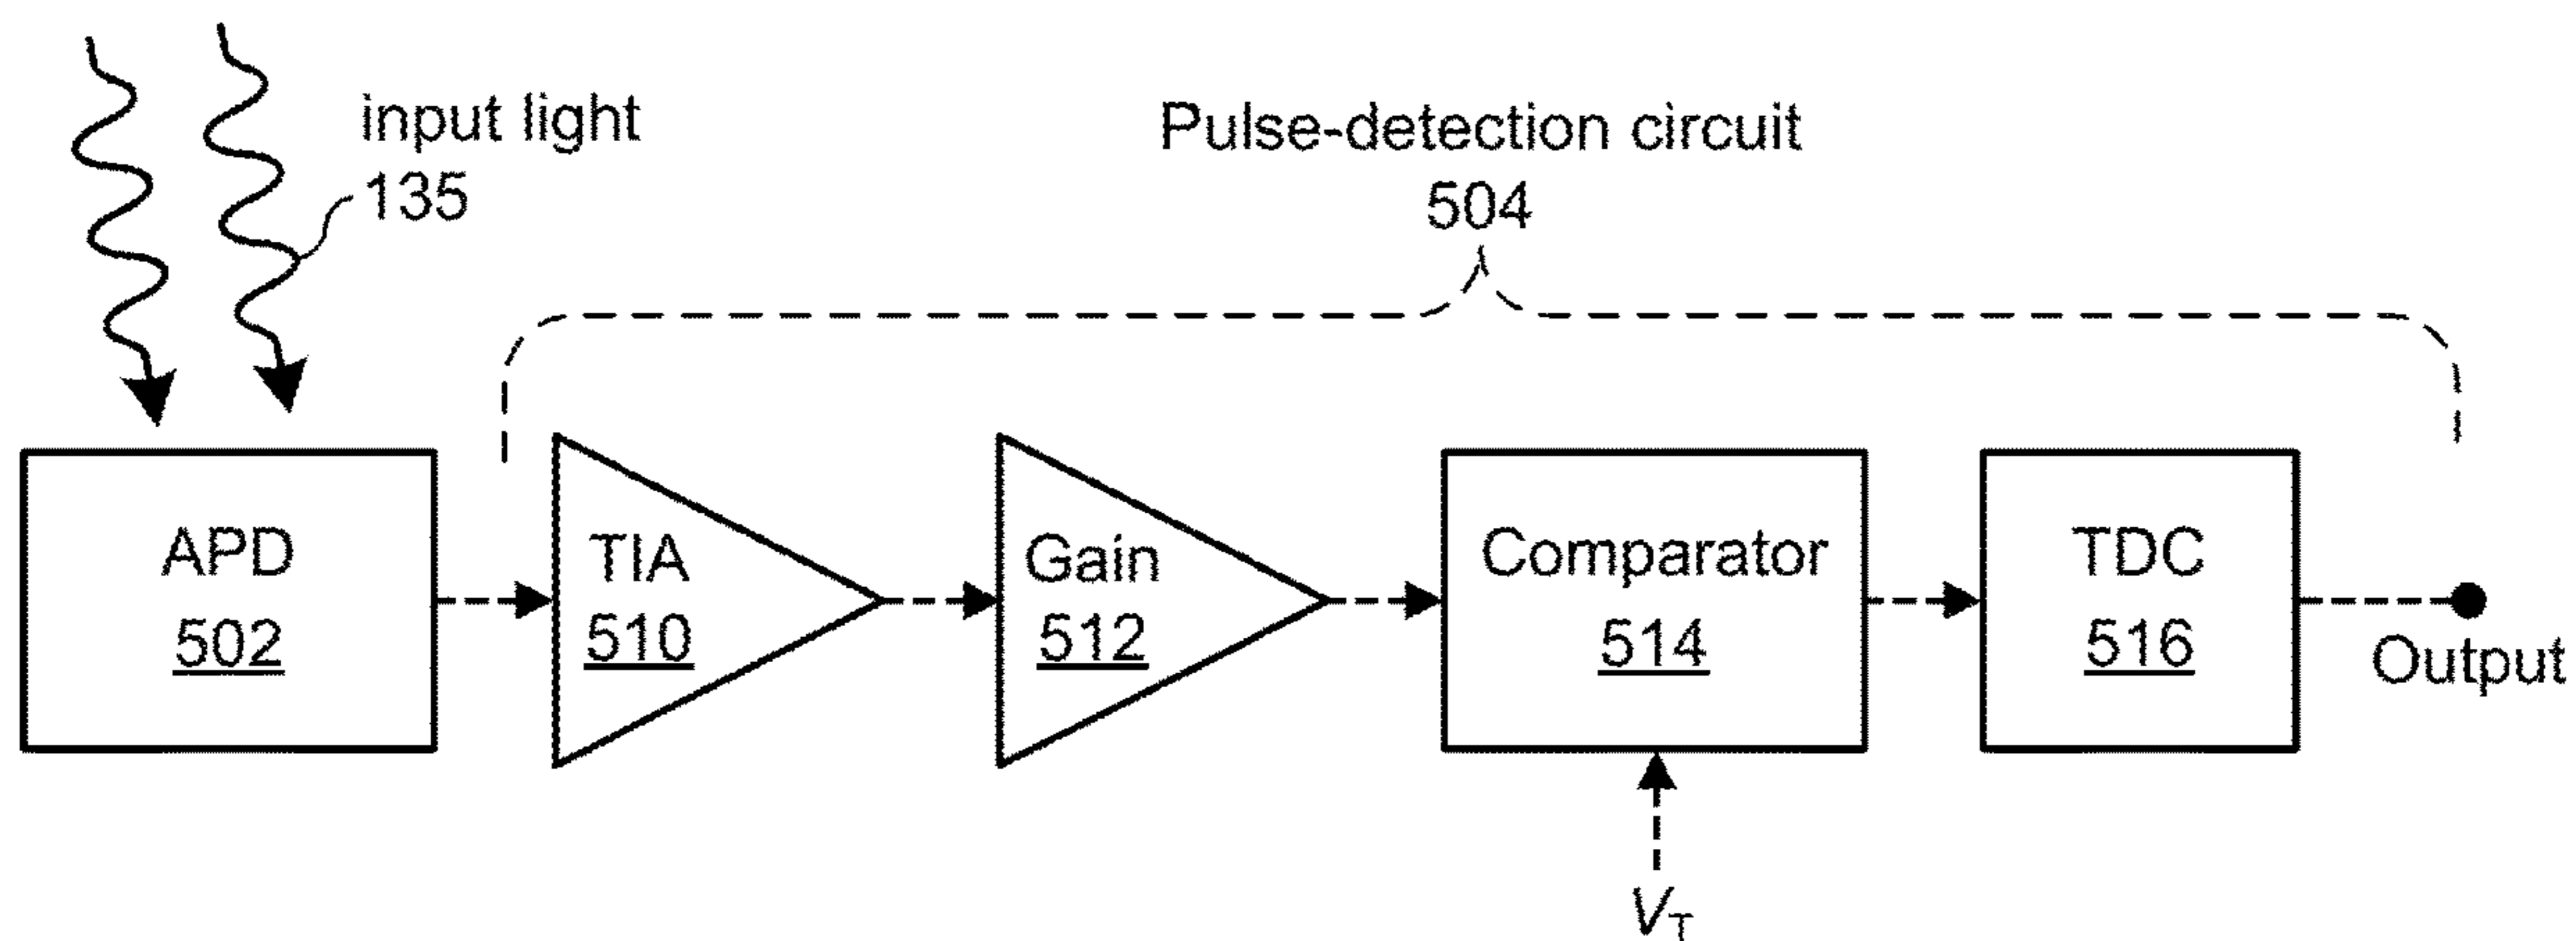 input light
135
Pulse-detection circuit
504
APD
502
TIA
510
Gain
512
Comparator
514
TDC
516
Output
VT